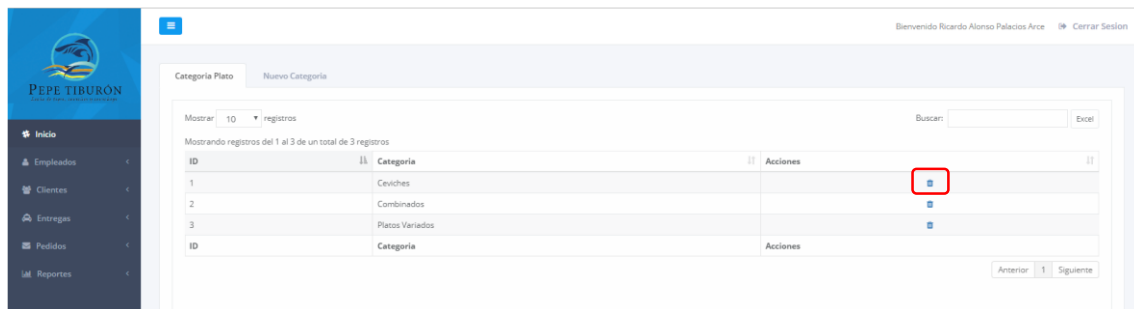 Bienvenido Ricardo Alonso Palacios Arce Cerrar Sesion
PEPE TIBURÓN
Categoria Plato Nuevo Categoria
Mostrar 10 registros Buscar: Excel
Mostrando registros del 1 al 3 de un total de 3 registros
ID Categoria Acciones
1 Ceviches
2 Combinados
3 Platos Variados
ID Categoria Acciones
Anterior 1 Siguiente
Inicio
Empleados
Clientes
Entregas
Pedidos
Reportes